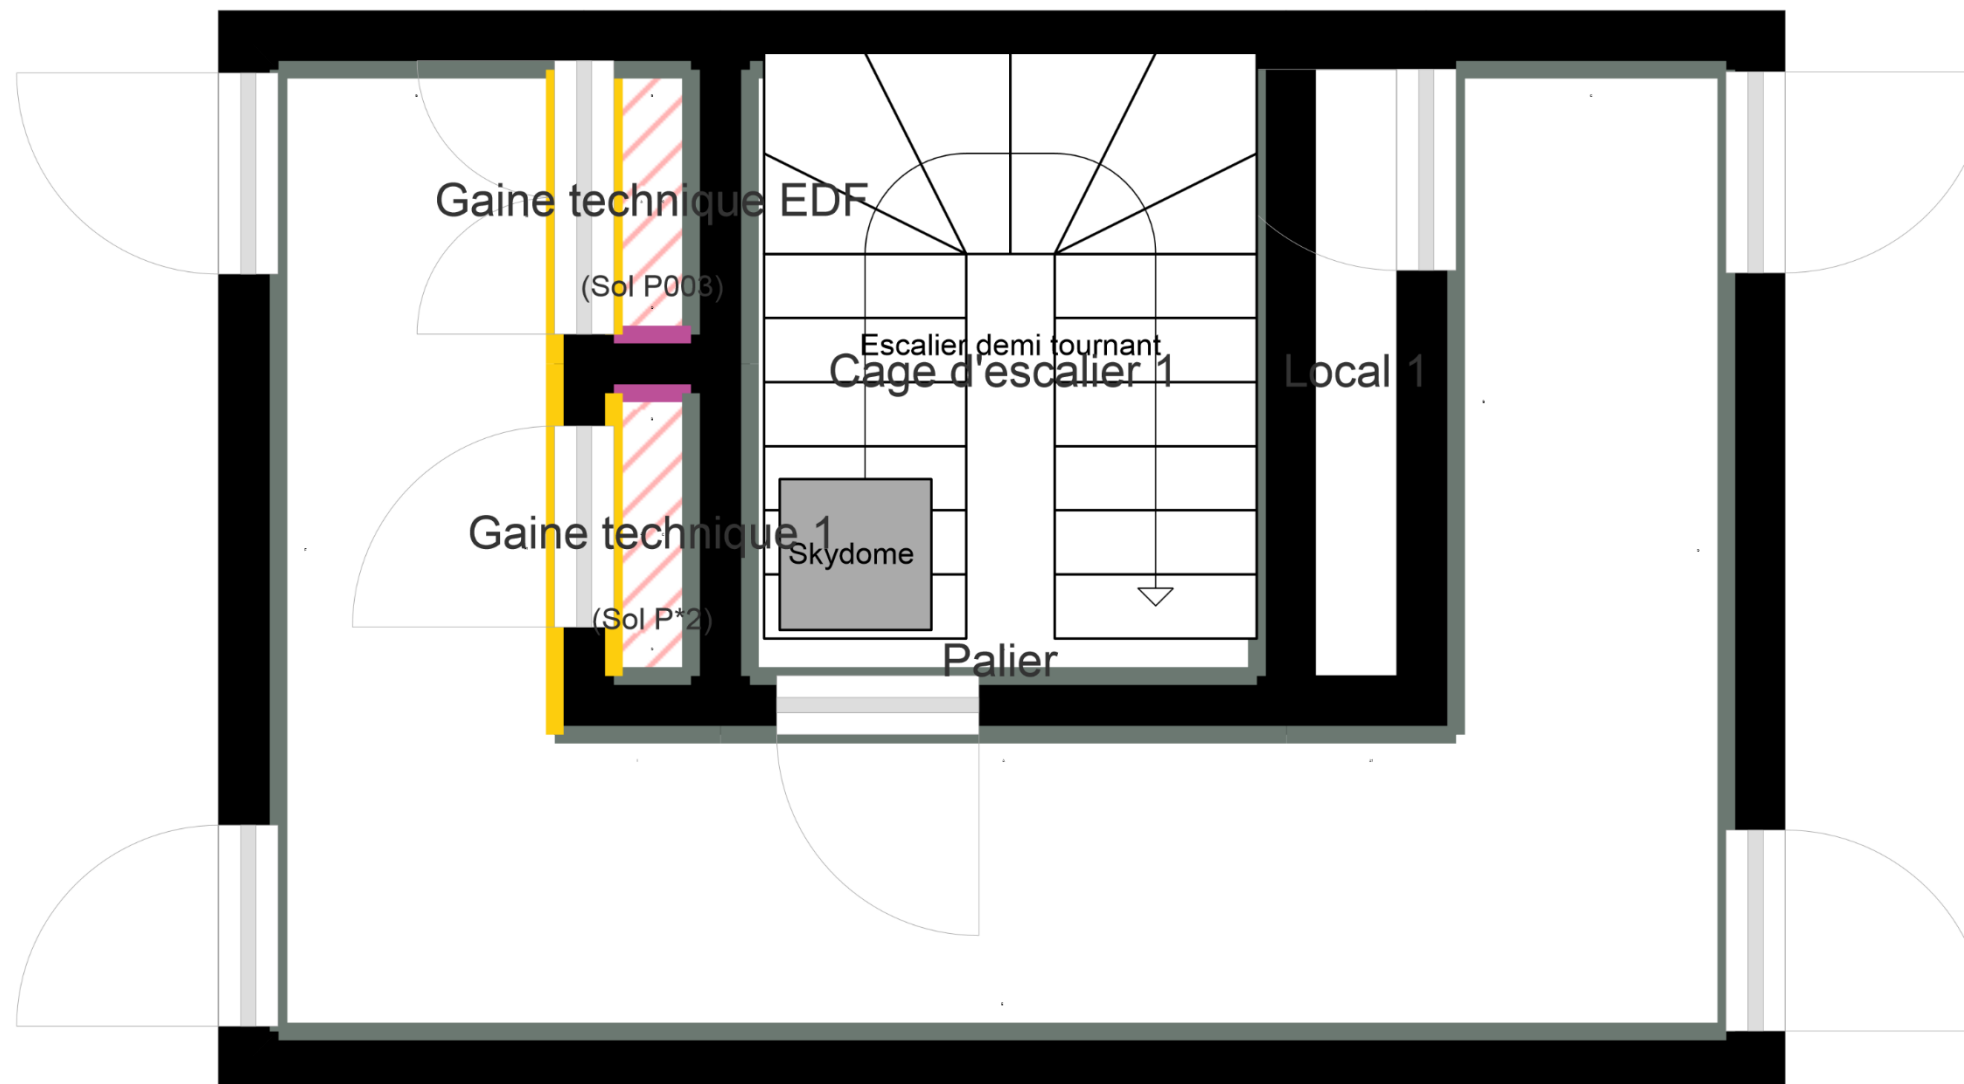 Gaine technique EDF
(Sol P003)
Escalier demi tournant
Cage d'escalier 1
Local 1
Gaine technique 1
Skydome
(Sol P*2)
Palier